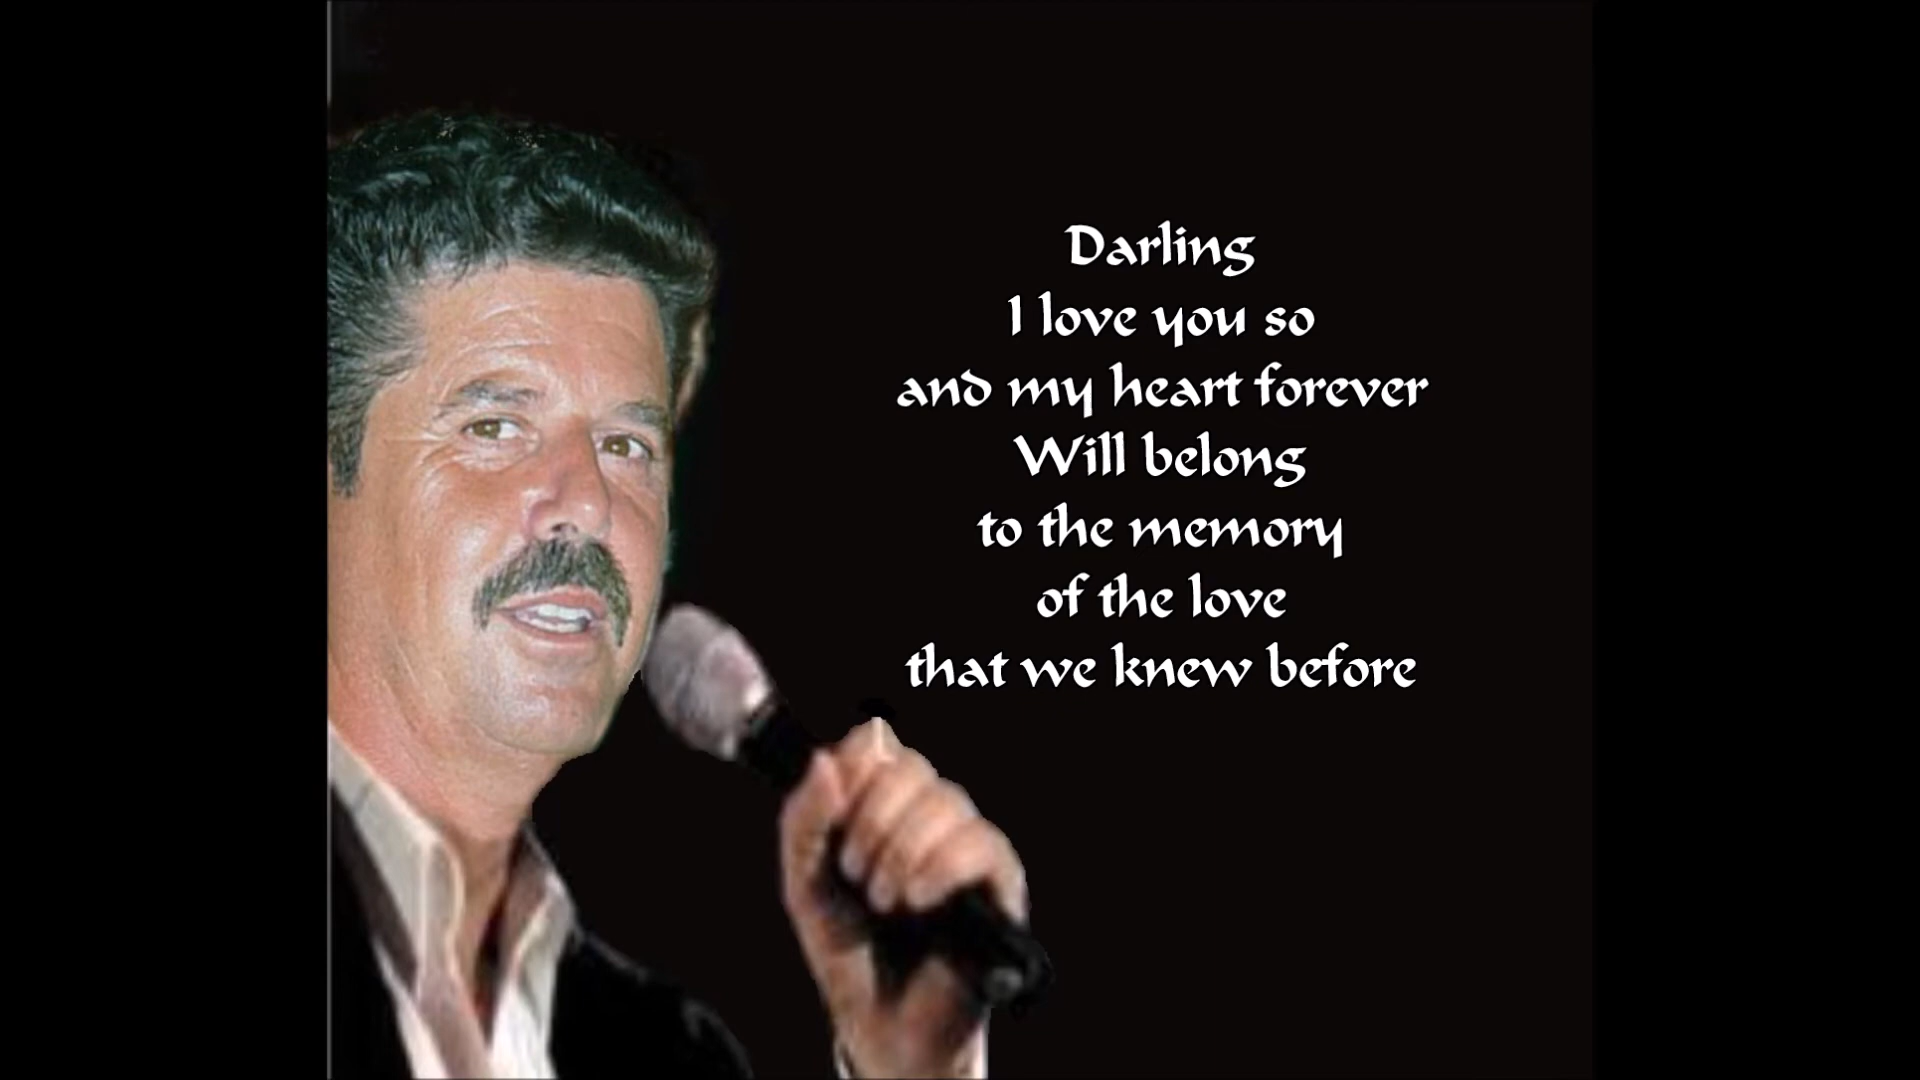 Darling
I love you so
and my heart forever
Will belong
to the memory
of the love
that we knew before